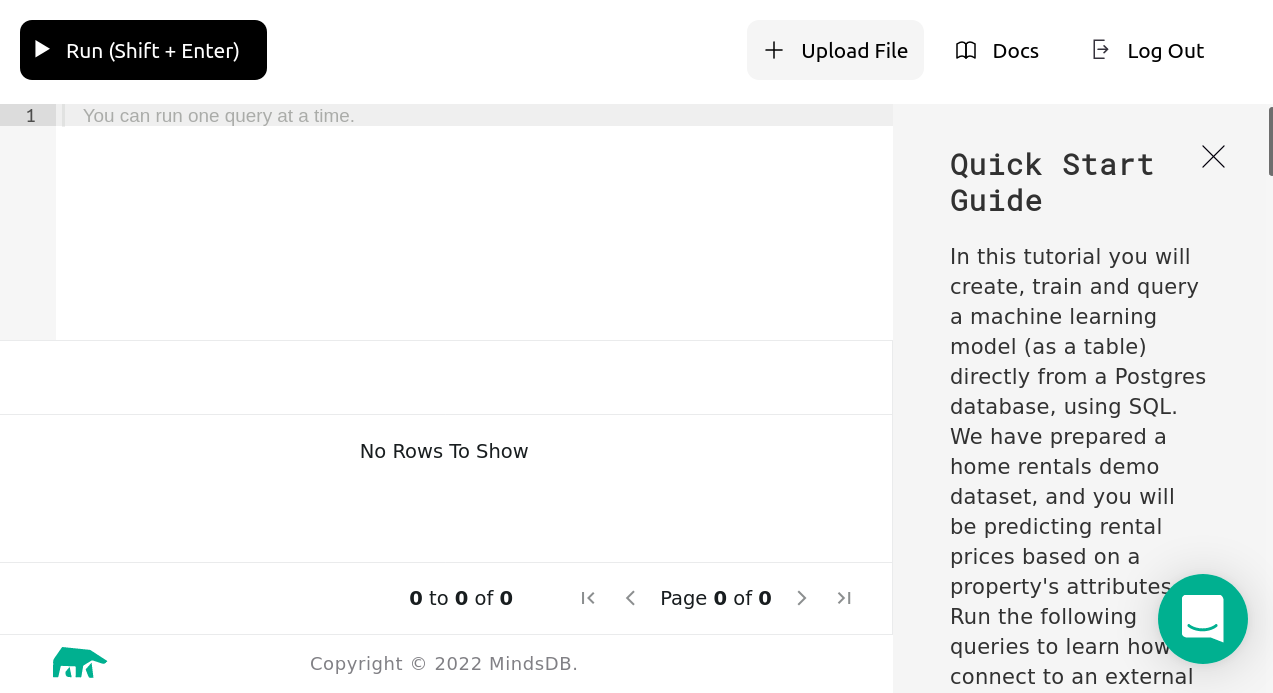 Run (Shift + Enter)
Upload File
Docs
Log Out
1
You can run one query at a time.
No Rows To Show
0 to 0 of 0
Page 0 of 0
Copyright © 2022 MindsDB.
Quick Start
Guide
In this tutorial you will
create, train and query
a machine learning
model (as a table)
directly from a Postgres
database, using SQL.
We have prepared a
home rentals demo
dataset, and you will
be predicting rental
prices based on a
property's attributes
Run the following
queries to learn how
connect to an external